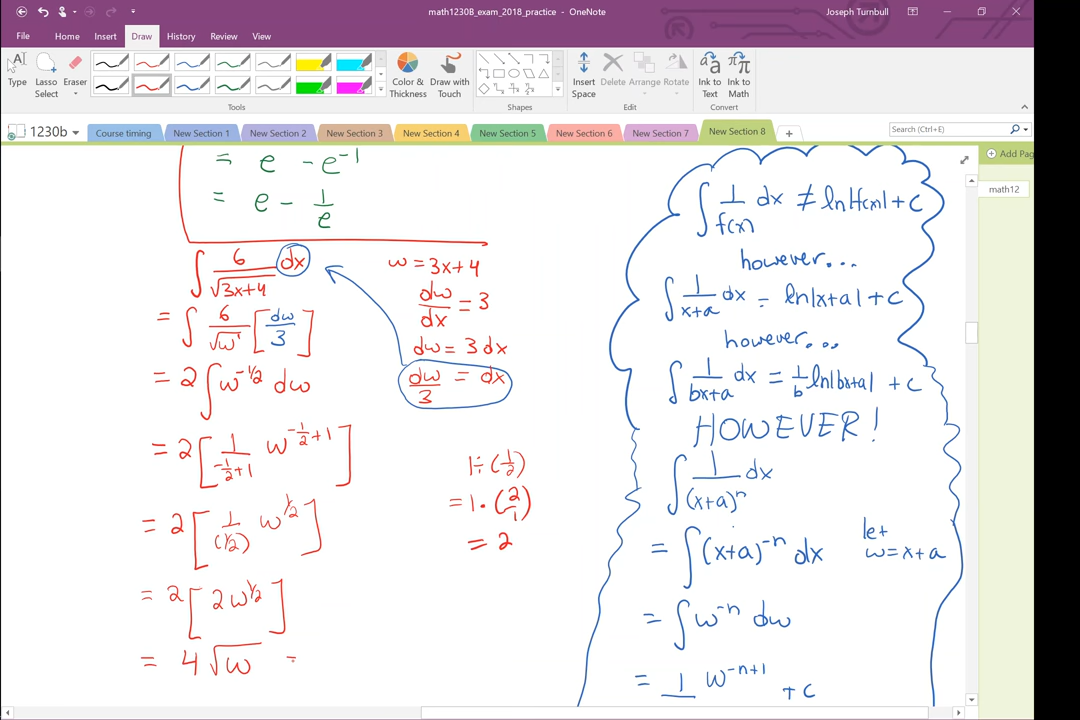 math1230B_exam_2018_practice - OneNote
Joseph Turnbull
File Home Insert Draw History Review View
Type
Lasso Select
Eraser
Color & Thickness
Draw with Touch
Insert Space
Delete
Arrange
Rotate
Ink to Text
Ink to Math
Tools
Shapes
Edit
Convert
1230b
Course timing
New Section 1
New Section 2
New Section 3
New Section 4
New Section 5
New Section 6
New Section 7
New Section 8
+
Search (Ctrl+E)
Add Pag
math12
= e - e^-1
= e - 1/e
∫ 6/√(3x+4) dx
= ∫ 6/√w [dw/3]
= 2 ∫ w^(-1/2) dw
= 2 [1/(-1/2+1) w^(-1/2+1)]
= 2 [1/(1/2) w^(1/2)]
= 2 [2w^(1/2)]
= 4√w
w = 3x+4
dw/dx = 3
dw = 3 dx
dw/3 = dx
1 ÷ (1/2)
= 1 · (2/1)
= 2
∫ 1/f(x) dx ≠ ln|f(x)| + c
however...
∫ 1/(x+a) dx = ln|x+a| + c
however...
∫ 1/(bx+a) dx = 1/b ln|bx+a| + c
HOWEVER!
∫ 1/(x+a)^n dx
= ∫ (x+a)^-n dx
let
w = x+a
= ∫ w^-n dw
= 1 w^(-n+1) + c